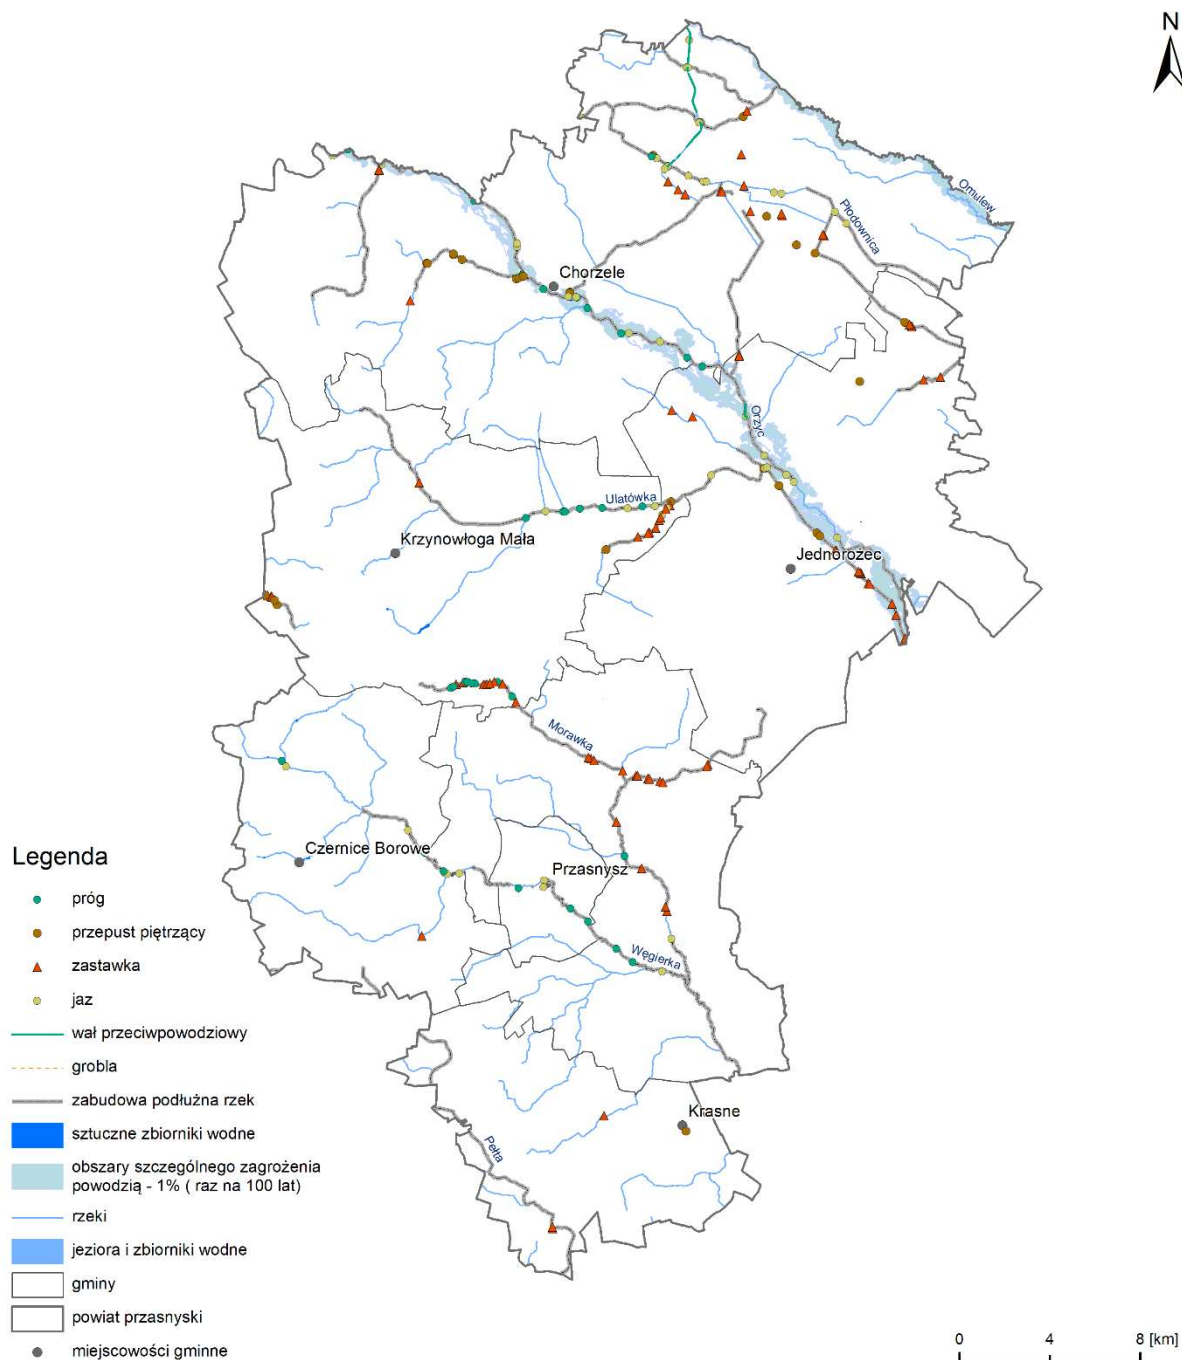 N
Omulew
Płodownica
Chorzele
Orzyc
Ulatówka
Krzynowłoga Mała
Jednorożec
Morawka
Czernice Borowe
Przasnysz
Węgierka
Krasne
Pełta
Legenda
próg
przepust piętrzący
zastawka
jaz
wał przeciwpowodziowy
grobla
zabudowa podłużna rzek
sztuczne zbiorniki wodne
obszary szczególnego zagrożenia
powodzią - 1% ( raz na 100 lat)
rzeki
jeziora i zbiorniki wodne
gminy
powiat przasnyski
miejscowości gminne
0 4 8 [km]